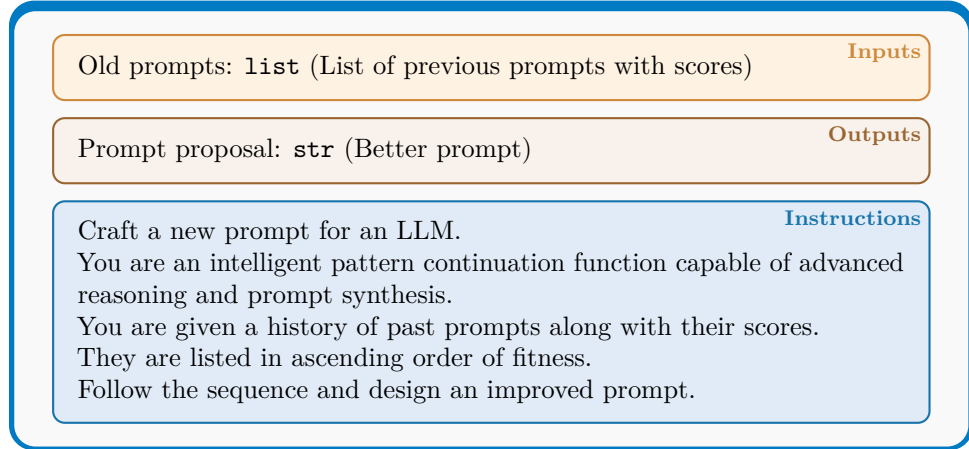 Inputs
Old prompts: list (List of previous prompts with scores)
Outputs
Prompt proposal: str (Better prompt)
Instructions
Craft a new prompt for an LLM.
You are an intelligent pattern continuation function capable of advanced
reasoning and prompt synthesis.
You are given a history of past prompts along with their scores.
They are listed in ascending order of fitness.
Follow the sequence and design an improved prompt.